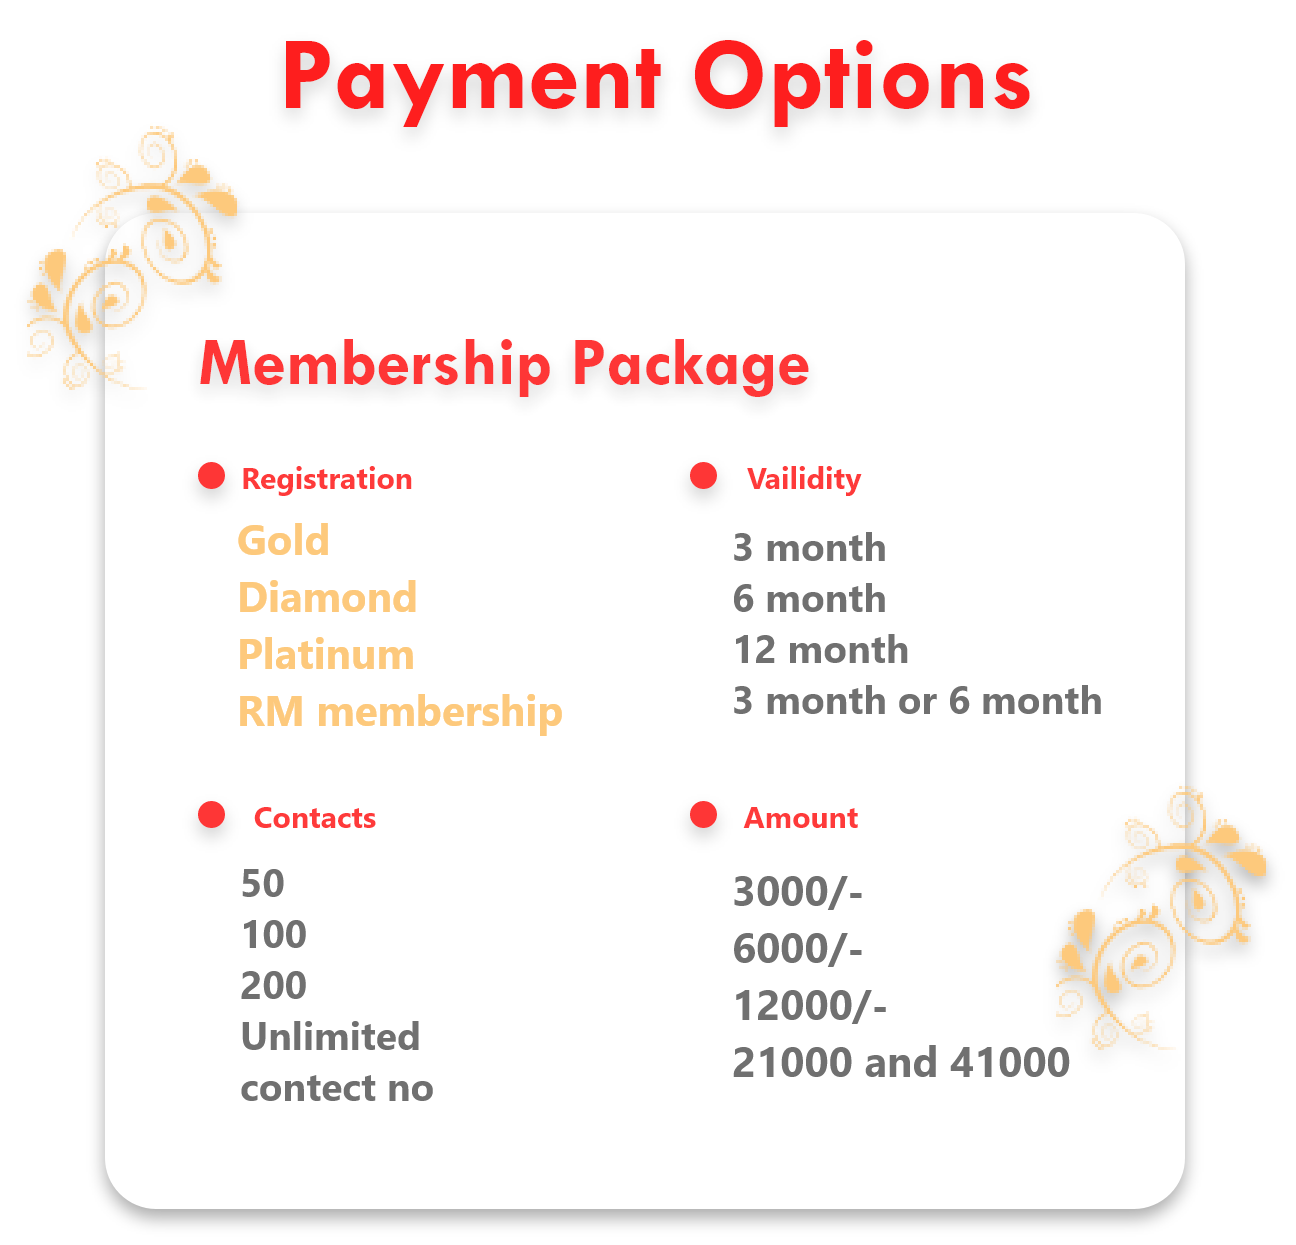 Payment Options
Membership Package
Registration
Gold
Diamond
Platinum
RM membership
Vailidity
3 month
6 month
12 month
3 month or 6 month
Contacts
50
100
200
Unlimited
contect no
Amount
3000/-
6000/-
12000/-
21000 and 41000